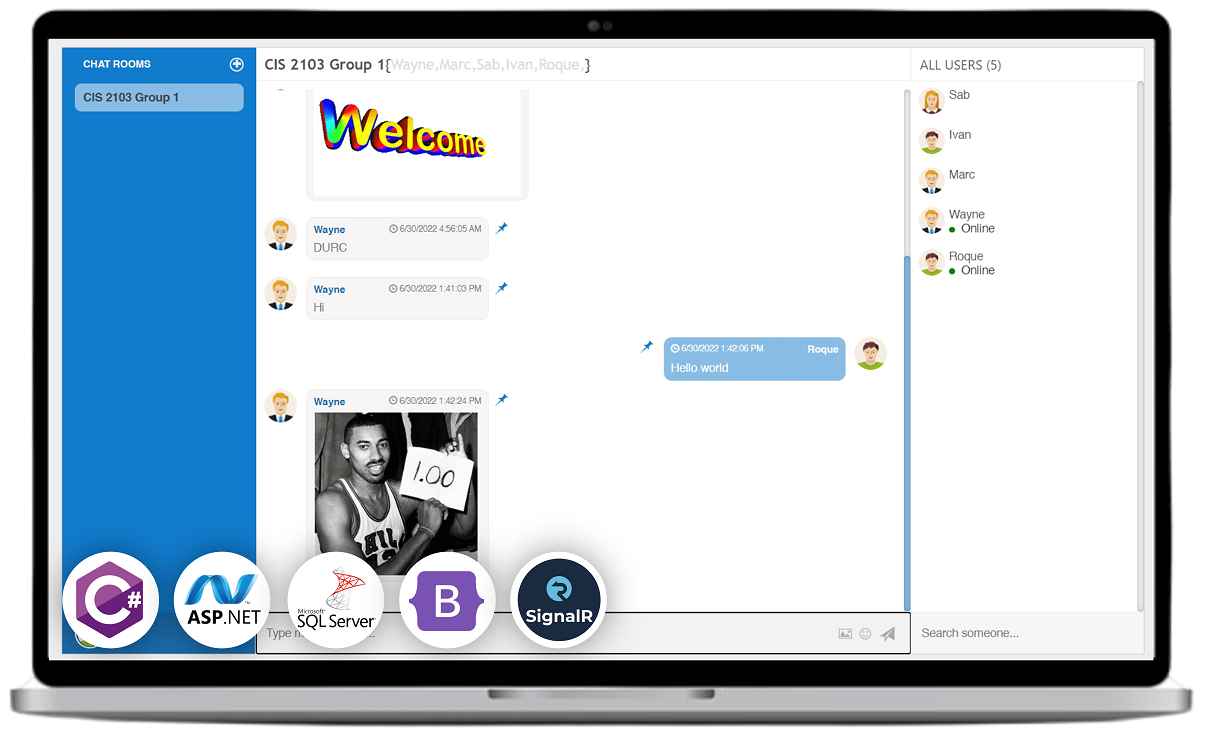 CHAT ROOMS
CIS 2103 Group 1
CIS 2103 Group 1{Wayne,Marc,Sab,Ivan,Roque,}
Welcome
Wayne 6/30/2022 4:56:05 AM
DURC
Wayne 6/30/2022 1:41:03 PM
Hi
6/30/2022 1:42:06 PM Roque
Hello world
Wayne 6/30/2022 1:42:24 PM
1.00
PHIL
ALL USERS (5)
Sab
Ivan
Marc
Wayne
Online
Roque
Online
C#
ASP.NET
Microsoft
SQL Server
B
SignalR
Type
Search someone...